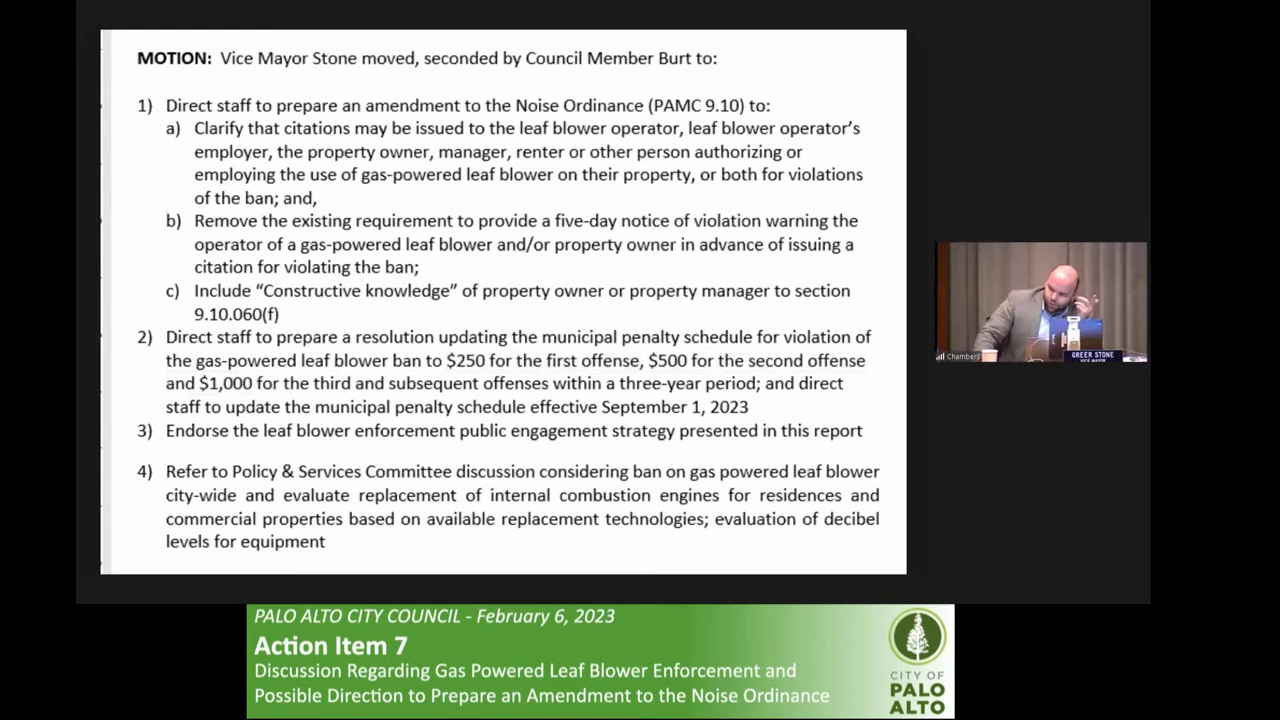 MOTION: Vice Mayor Stone moved, seconded by Council Member Burt to:
1) Direct staff to prepare an amendment to the Noise Ordinance (PAMC 9.10) to:
a) Clarify that citations may be issued to the leaf blower operator, leaf blower operator's
employer, the property owner, manager, renter or other person authorizing or
employing the use of gas-powered leaf blower on their property, or both for violations
of the ban; and,
b) Remove the existing requirement to provide a five-day notice of violation warning the
operator of a gas-powered leaf blower and/or property owner in advance of issuing a
citation for violating the ban;
c) Include “Constructive knowledge” of property owner or property manager to section
9.10.060(f)
2) Direct staff to prepare a resolution updating the municipal penalty schedule for violation of
the gas-powered leaf blower ban to $250 for the first offense, $500 for the second offense
and $1,000 for the third and subsequent offenses within a three-year period; and direct
staff to update the municipal penalty schedule effective September 1, 2023
3) Endorse the leaf blower enforcement public engagement strategy presented in this report
4) Refer to Policy & Services Committee discussion considering ban on gas powered leaf blower
city-wide and evaluate replacement of internal combustion engines for residences and
commercial properties based on available replacement technologies; evaluation of decibel
levels for equipment
Chambers
GREER STONE
VICE MAYOR
PALO ALTO CITY COUNCIL - February 6, 2023
Action Item 7
Discussion Regarding Gas Powered Leaf Blower Enforcement and
Possible Direction to Prepare an Amendment to the Noise Ordinance
CITY OF
PALO
ALTO